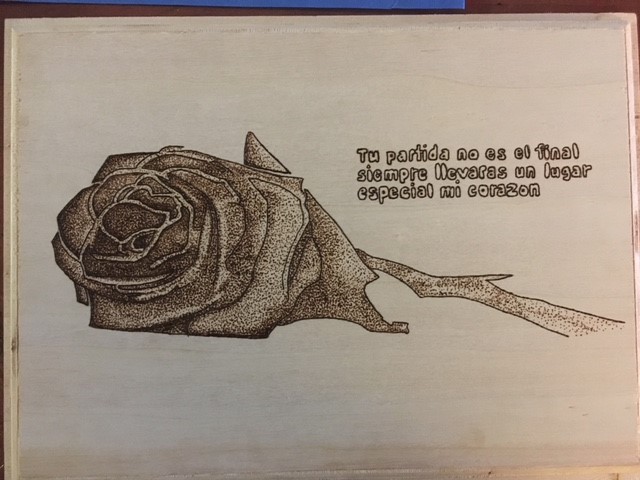 Tu partida no es el final
siempre llevaras un lugar
especial mi corazon